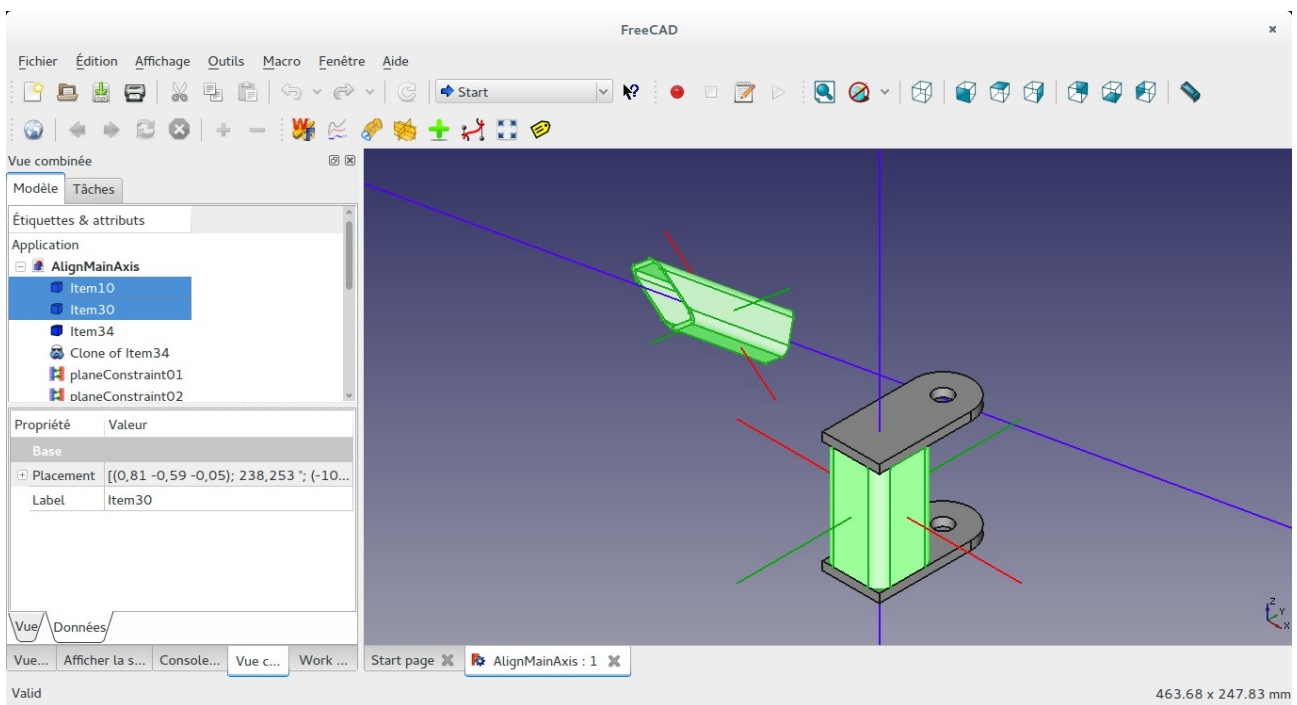 FreeCAD
Fichier Édition Affichage Outils Macro Fenêtre Aide
Start
Vue combinée
Modèle Tâches
Étiquettes & attributs
Application
AlignMainAxis
Item10
Item30
Item34
Clone of Item34
planeConstraint01
planeConstraint02
Propriété Valeur
Base
Placement [(0,81 -0,59 -0,05); 238,253 °; (-10...
Label Item30
Z
Y
X
Vue Données
Vue... Afficher la s... Console... Vue c... Work ... Start page AlignMainAxis : 1
Valid 463.68 x 247.83 mm